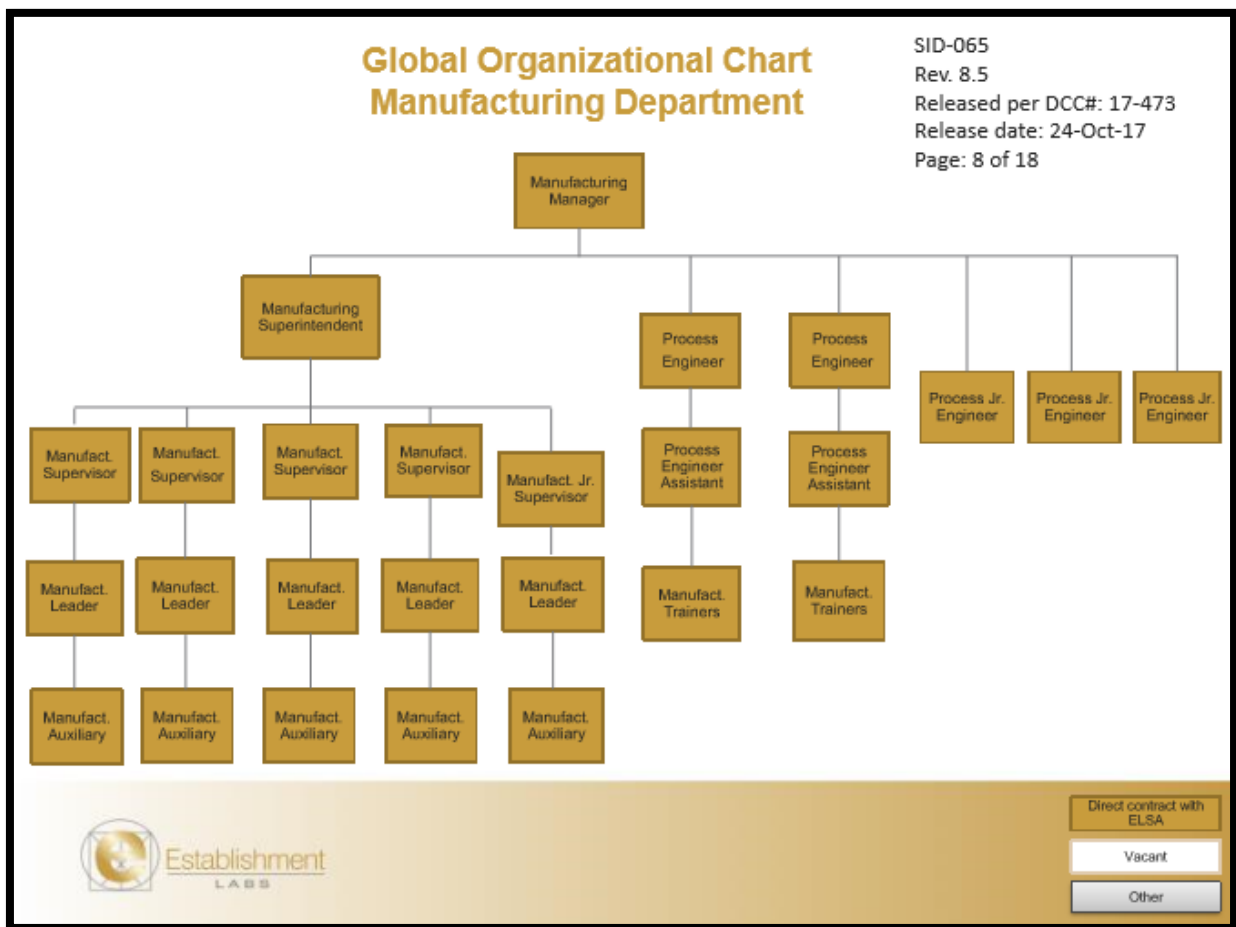 Global Organizational Chart
Manufacturing Department
SID-065
Rev. 8.5
Released per DCC#: 17-473
Release date: 24-Oct-17
Page: 8 of 18
Manufacturing
Manager
Manufacturing
Superintendent
Process
Engineer
Process
Engineer
Process Jr.
Engineer
Process Jr.
Engineer
Process Jr.
Engineer
Manufact.
Supervisor
Manufact.
Supervisor
Manufact.
Supervisor
Manufact.
Supervisor
Manufact. Jr.
Supervisor
Process
Engineer
Assistant
Process
Engineer
Assistant
Manufact.
Leader
Manufact.
Leader
Manufact.
Leader
Manufact.
Leader
Manufact.
Leader
Manufact.
Trainers
Manufact.
Trainers
Manufact.
Auxiliary
Manufact.
Auxiliary
Manufact.
Auxiliary
Manufact.
Auxiliary
Manufact.
Auxiliary
Establishment
LABS
Direct contract with
ELSA
Vacant
Other